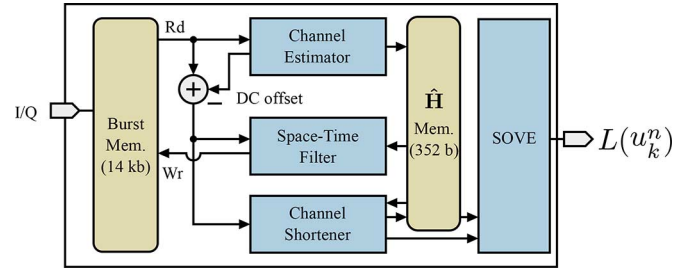 Rd
Channel
Estimator
I/Q
Burst
Mem.
(14 kb)
+
−
DC offset
Ĥ
Mem.
(352 b)
SOVE
L(u_k^n)
Space-Time
Filter
Wr
Channel
Shortener